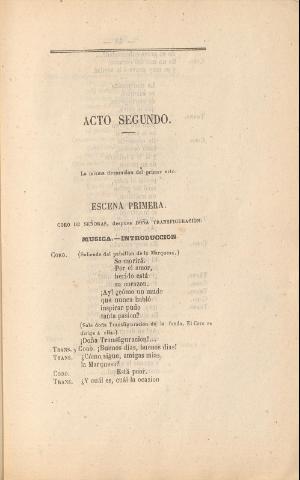 ACTO SEGUNDO.
La misma decoracion del primer acto.
ESCENA PRIMERA.
CORO DE SEÑORAS, despues DOÑA TRANSFIGURACION.
MUSICA.—INTRODUCCION
CORO. (Saliendo del pabellon de la Marquesa.)
Se morirá.
Por el amor,
herido está
su corazon.
¡Ay! ¿cómo un mudo
que nunca habló
inspirar pudo
tanta pasion?
(Sale doña Transfiguracion de la fonda. El Coro se
dirige á ella.)
¡Doña Transfiguracion!...
TRANS. y CORO. ¡Buenos dias, buenos dias!
TRANS. ¿Cómo sigue, amigas mias,
la Marquesa?
CORO. Está peor.
TRANS. ¿Y cuál es, cuál la ocasion